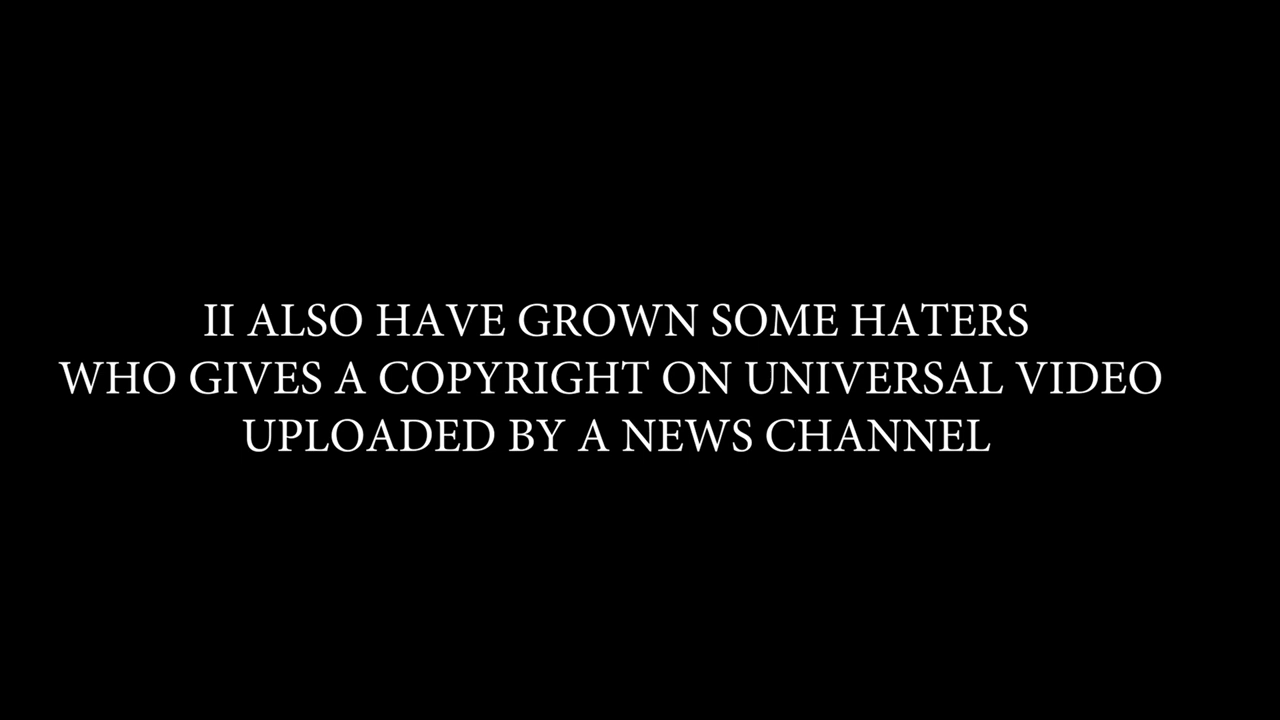 II ALSO HAVE GROWN SOME HATERS
WHO GIVES A COPYRIGHT ON UNIVERSAL VIDEO
UPLOADED BY A NEWS CHANNEL